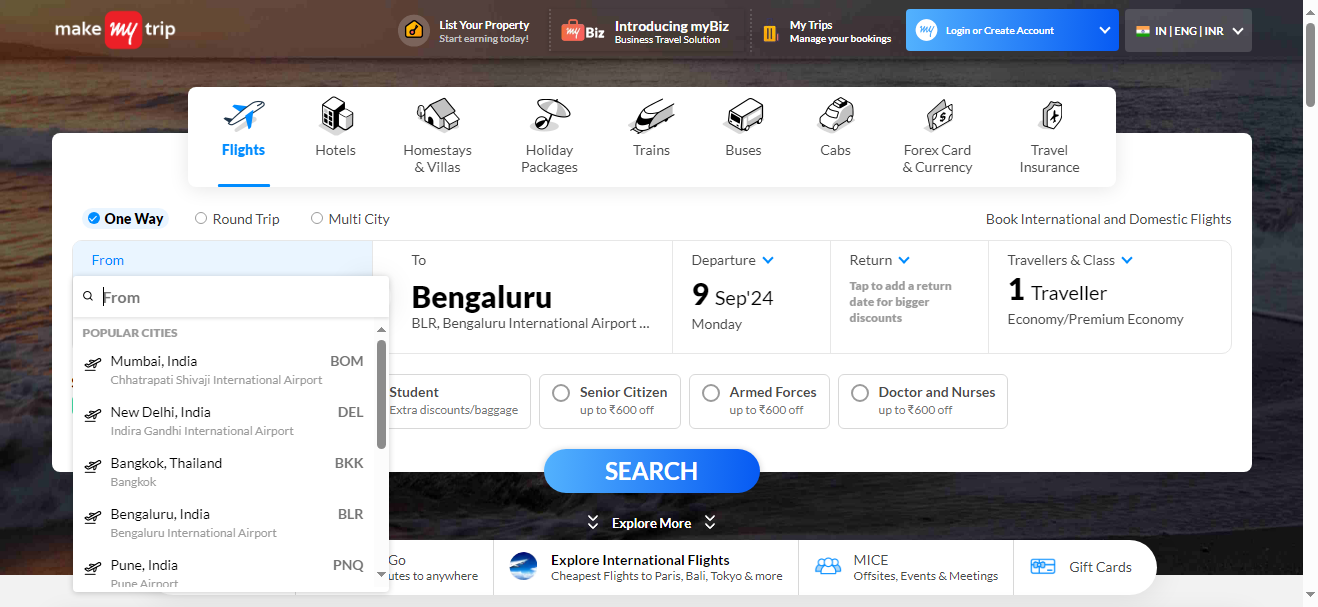 make my trip
List Your Property
Start earning today!
my Biz
Introducing myBiz
Business Travel Solution
My Trips
Manage your bookings
my
Login or Create Account
IN | ENG | INR
Flights
Hotels
Homestays
& Villas
Holiday
Packages
Trains
Buses
Cabs
Forex Card
& Currency
Travel
Insurance
One Way
Round Trip
Multi City
Book International and Domestic Flights
From
From
POPULAR CITIES
Mumbai, India
BOM
Chhatrapati Shivaji International Airport
New Delhi, India
DEL
Indira Gandhi International Airport
Bangkok, Thailand
BKK
Bangkok
Bengaluru, India
BLR
Bengaluru International Airport
Pune, India
PNQ
Pune Airport
To
Bengaluru
BLR, Bengaluru International Airport ...
Departure
9 Sep'24
Monday
Return
Tap to add a return
date for bigger
discounts
Travellers & Class
1 Traveller
Economy/Premium Economy
Student
Extra discounts/baggage
Senior Citizen
up to ₹600 off
Armed Forces
up to ₹600 off
Doctor and Nurses
up to ₹600 off
SEARCH
Explore More
Go
utes to anywhere
Explore International Flights
Cheapest Flights to Paris, Bali, Tokyo & more
MICE
Offsites, Events & Meetings
Gift Cards